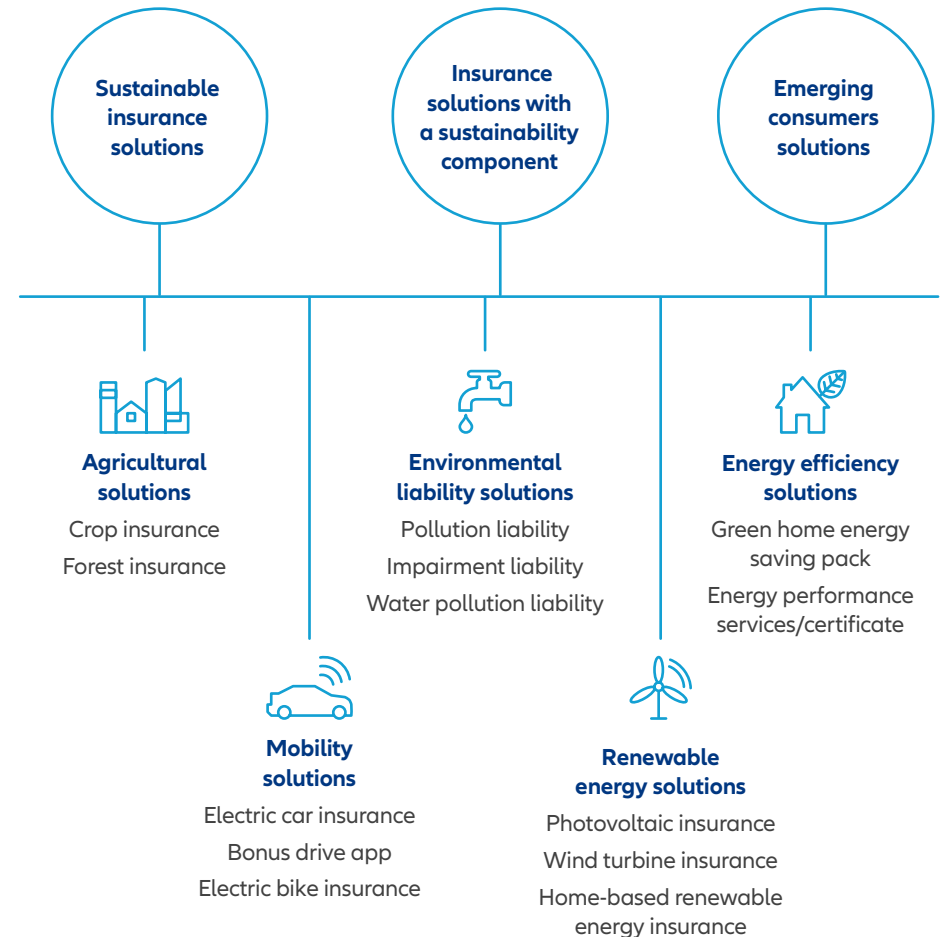 Sustainable
insurance
solutions
Insurance
solutions with
a sustainability
component
Emerging
consumers
solutions
Agricultural
solutions
Crop insurance
Forest insurance
Environmental
liability solutions
Pollution liability
Impairment liability
Water pollution liability
Energy efficiency
solutions
Green home energy
saving pack
Energy performance
services/certificate
Mobility
solutions
Electric car insurance
Bonus drive app
Electric bike insurance
Renewable
energy solutions
Photovoltaic insurance
Wind turbine insurance
Home-based renewable
energy insurance